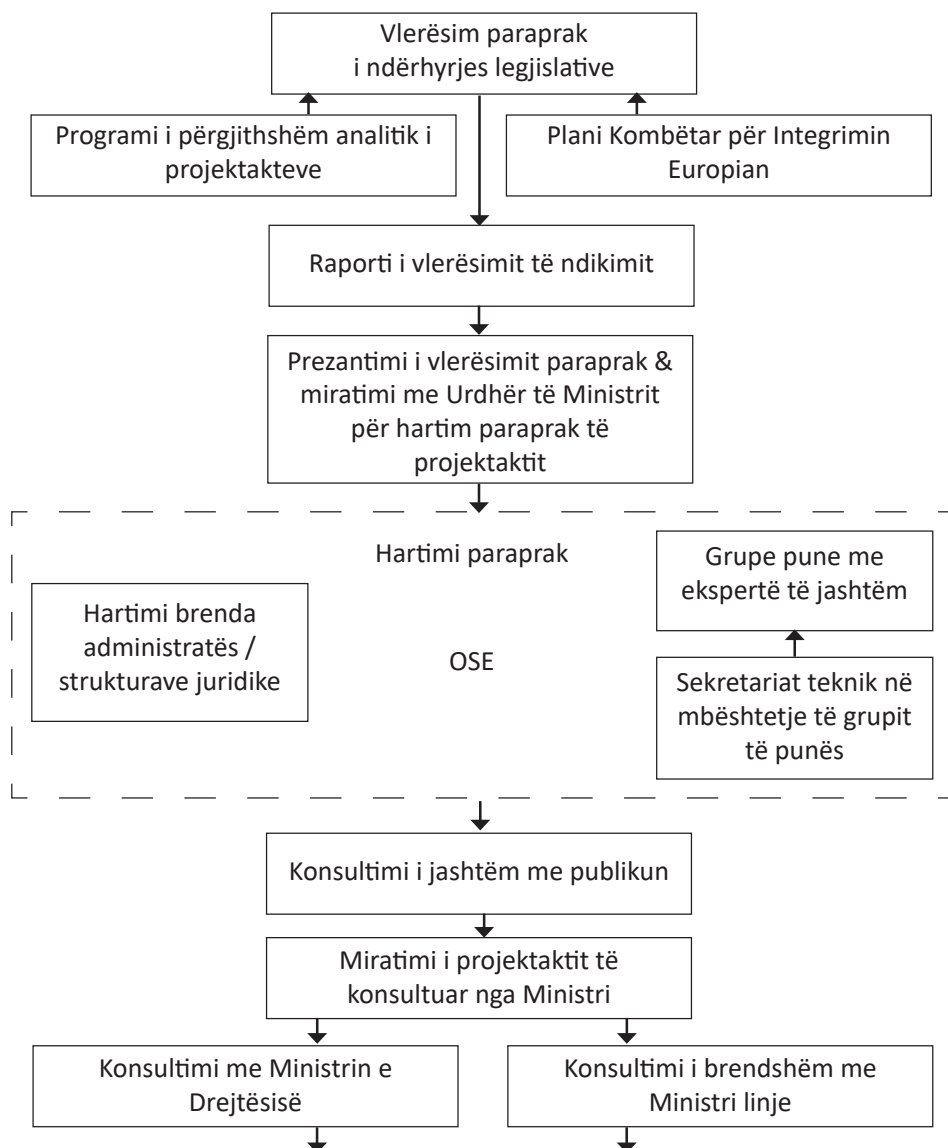 Vlerësim paraprak
i ndërhyrjes legjislative
Programi i përgjithshëm analitik i
projektakteve
Plani Kombëtar për Integrimin
Europian
Raporti i vlerësimit të ndikimit
Prezantimi i vlerësimit paraprak &
miratimi me Urdhër të Ministrit
për hartim paraprak të
projektaktit
Hartimi paraprak
Hartimi brenda
administratës /
strukturave juridike
OSE
Grupe pune me
ekspertë të jashtëm
Sekretariat teknik në
mbështetje të grupit
të punës
Konsultimi i jashtëm me publikun
Miratimi i projektaktit të
konsultuar nga Ministri
Konsultimi me Ministrin e
Drejtësisë
Konsultimi i brendshëm me
Ministri linje